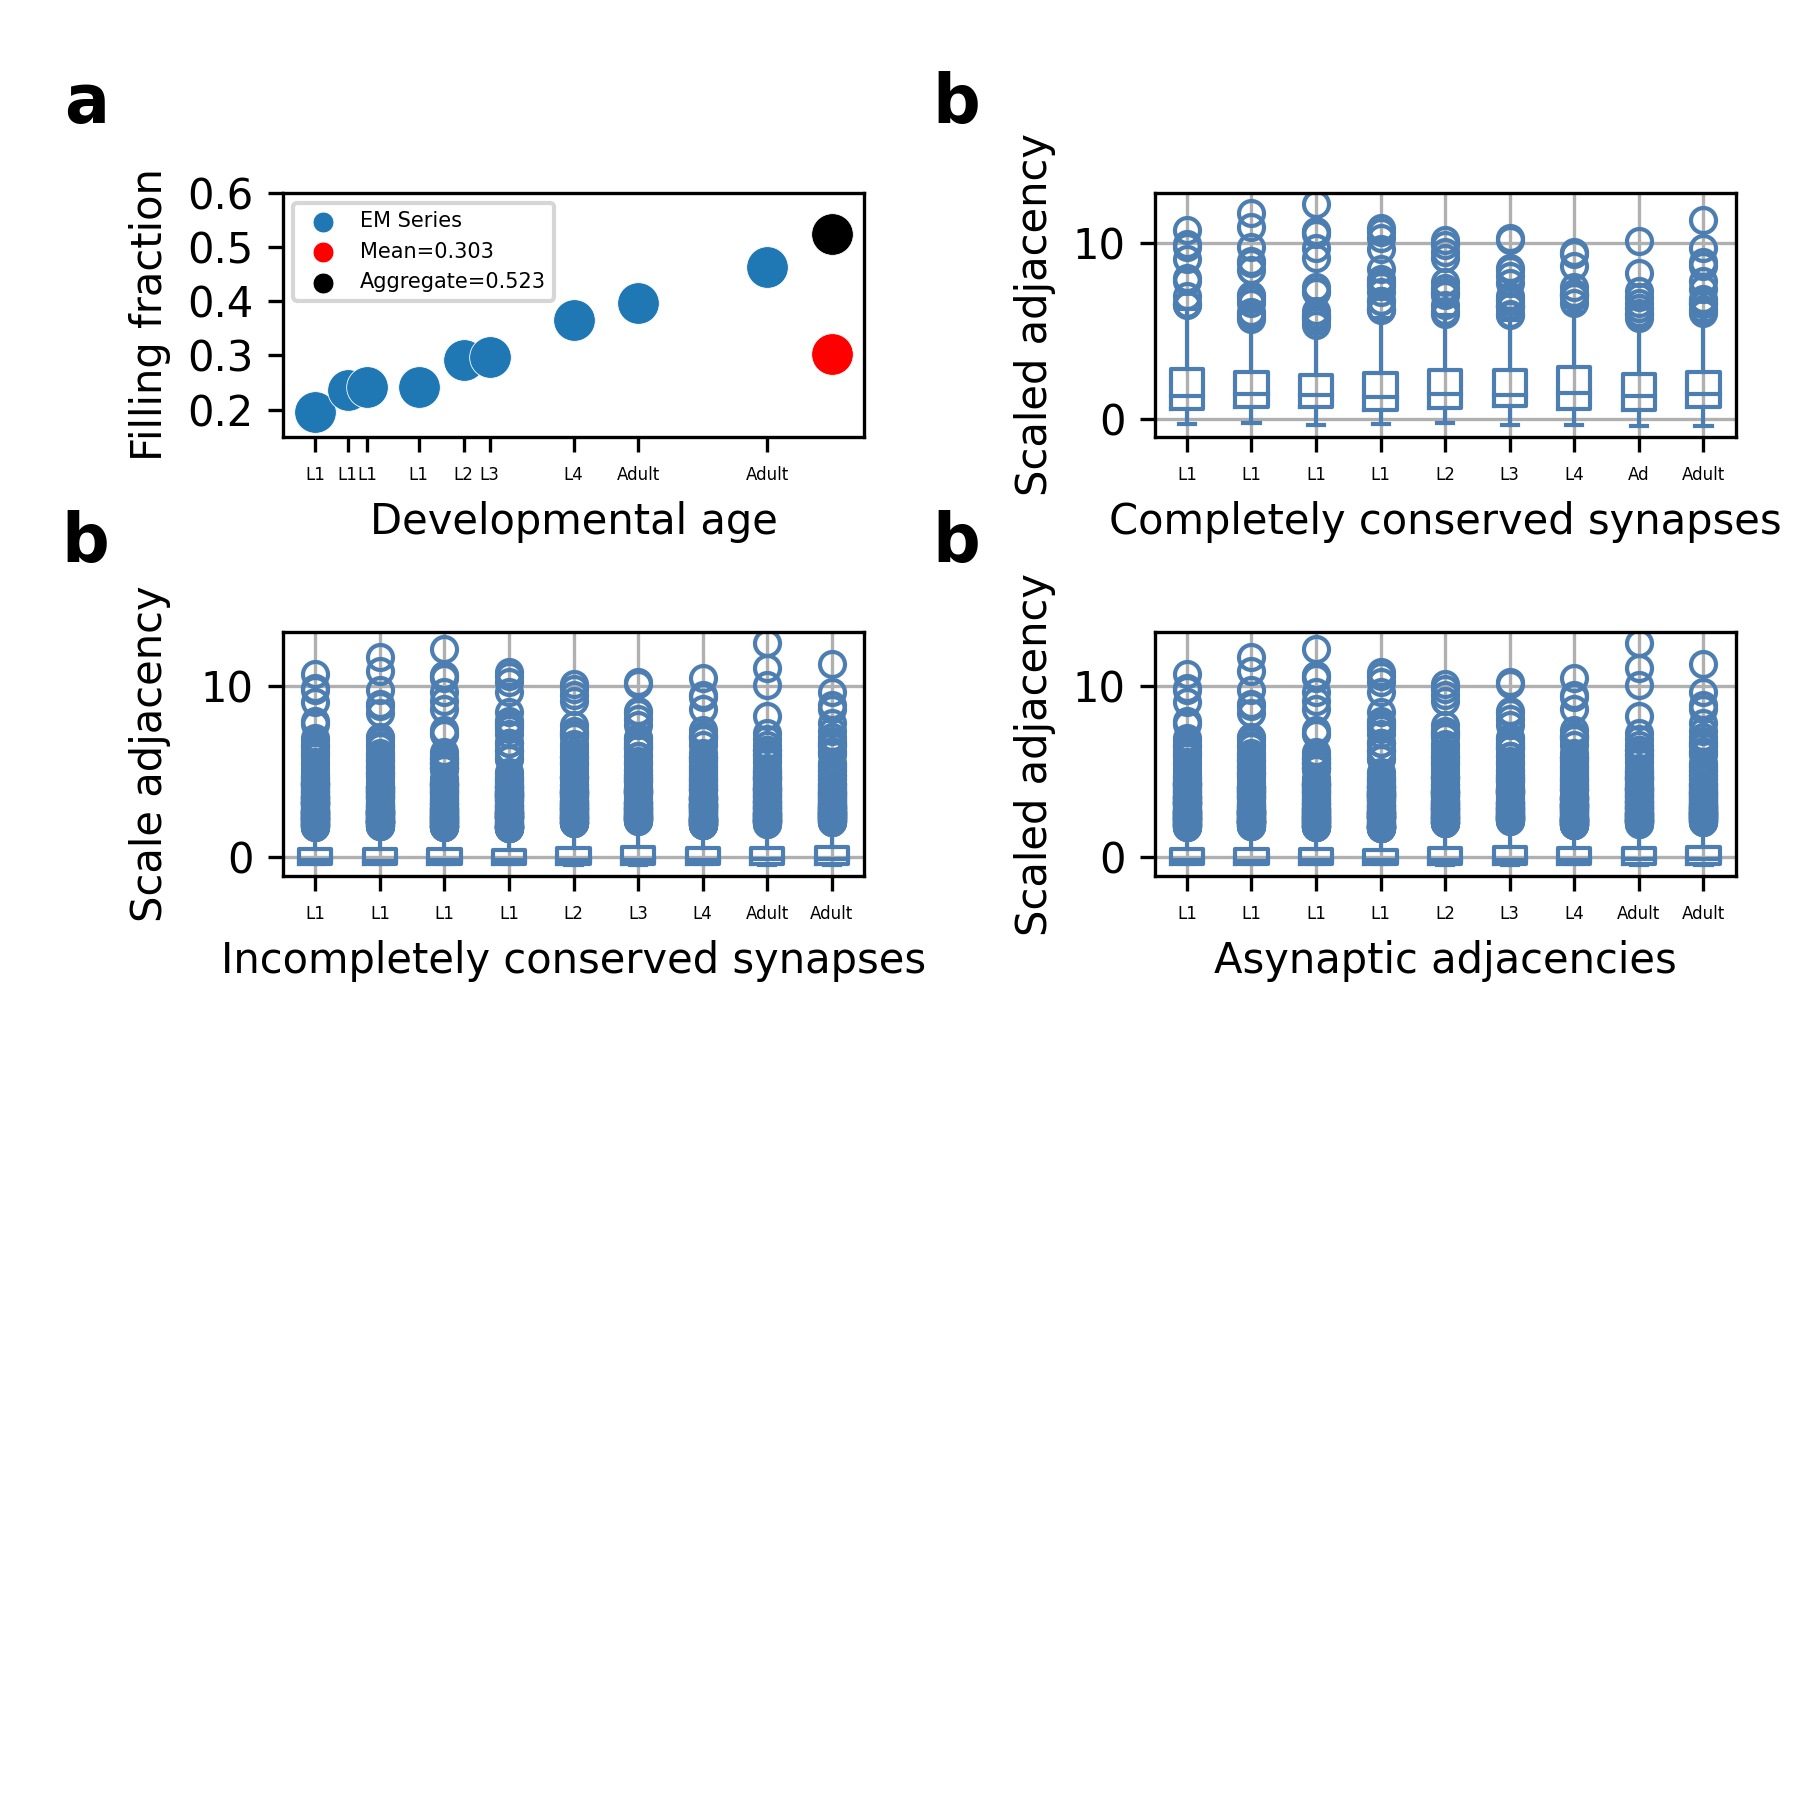 a
Filling fraction
0.6
0.5
0.4
0.3
0.2
EM Series
Mean=0.303
Aggregate=0.523
L1 L1 L1 L1 L2 L3 L4 Adult Adult
Developmental age
b
Scaled adjacency
10
0
L1 L1 L1 L1 L2 L3 L4 Ad Adult
Completely conserved synapses
b
Scale adjacency
10
0
L1 L1 L1 L1 L2 L3 L4 Adult Adult
Incompletely conserved synapses
b
Scaled adjacency
10
0
L1 L1 L1 L1 L2 L3 L4 Adult Adult
Asynaptic adjacencies